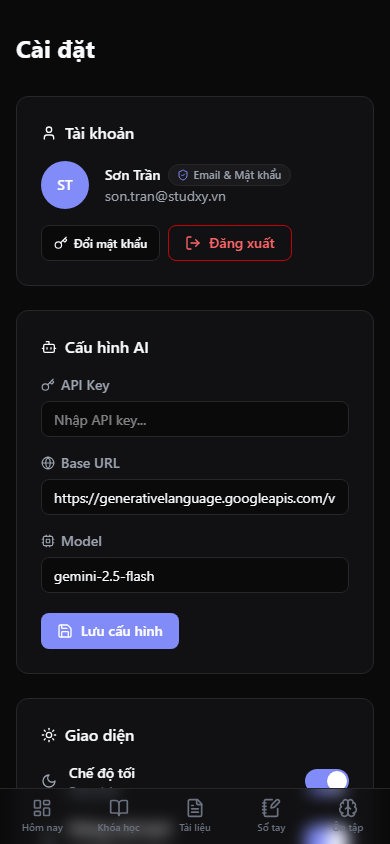 Cài đặt
Tài khoản
ST
Sơn Trần
Email & Mật khẩu
son.tran@studxy.vn
Đổi mật khẩu
Đăng xuất
Cấu hình AI
API Key
Nhập API key...
Base URL
https://generativelanguage.googleapis.com/v
Model
gemini-2.5-flash
Lưu cấu hình
Giao diện
Chế độ tối
Hôm nay
Khóa học
Tài liệu
Sổ tay
Ôn tập